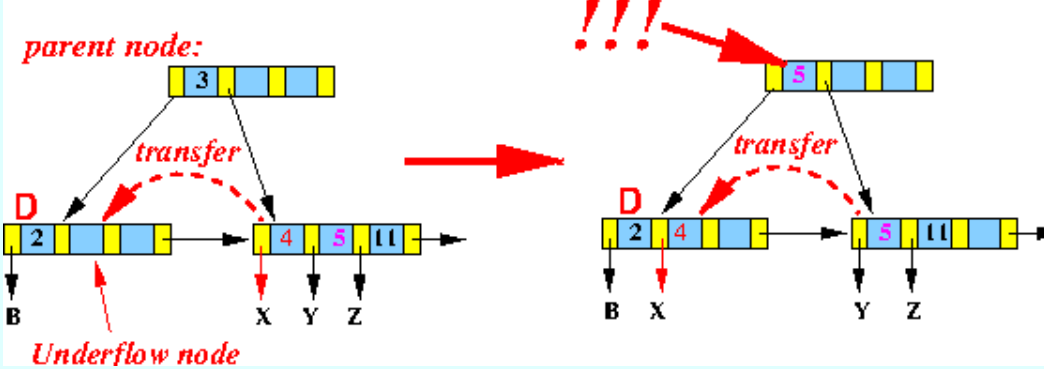 !!!
parent node:
3
5
transfer
transfer
D
D
2
4 5 11
2 4
5 11
B
X Y Z
B X
Y Z
Underflow node